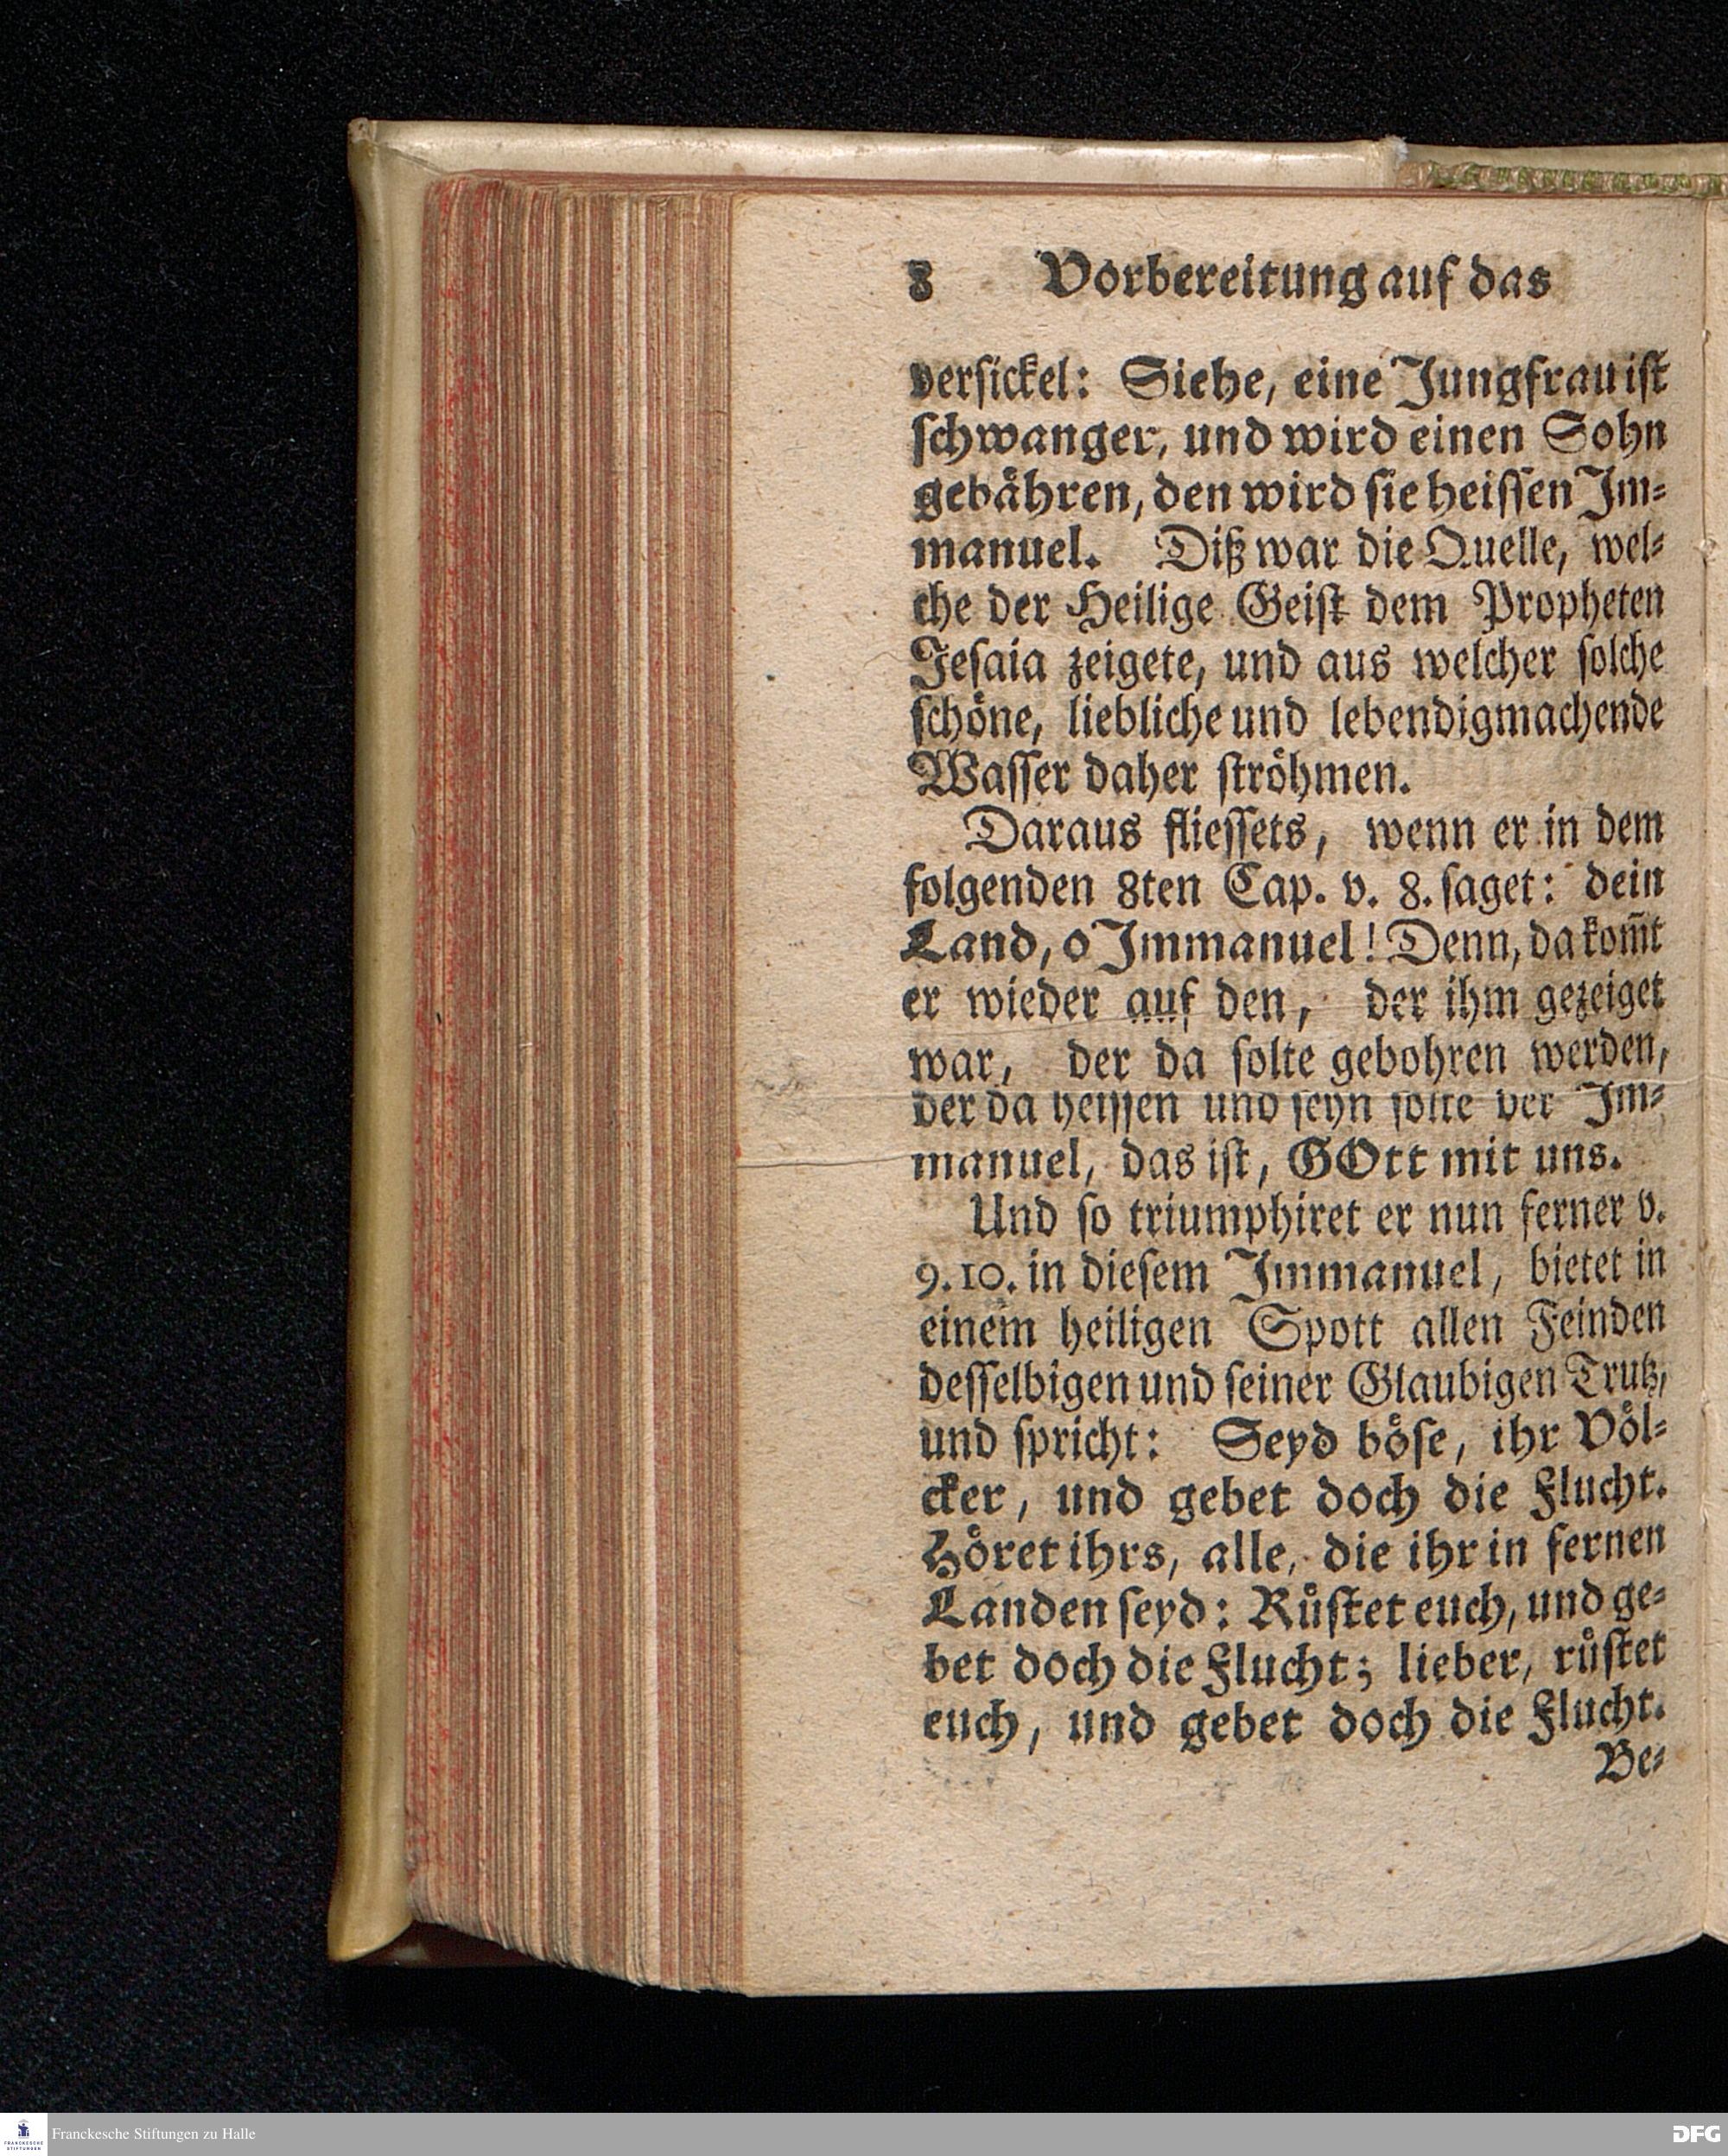 8 Vorbereitung auf das
versickel: Siehe, eine Jungfrau ist
schwanger, und wird einen Sohn
gebåhren, den wird sie heissen Im-
manuel. Diß war die Quelle, wel-
che der Heilige Geist dem Propheten
Jesaia zeigete, und aus welcher solche
schöne, liebliche und lebendigmachende
Wasser daher ströhmen.
Daraus fliessets, wenn er in dem
folgenden 8ten Cap. v. 8. saget: dein
Land, o Immanuel! Denn, da kom̃t
er wieder auf den, der ihm gezeiget
war, der da solte gebohren werden,
der da heissen und seyn solte der Im-
manuel, das ist, GOtt mit uns.
Und so triumphiret er nun ferner v.
9. 10. in diesem Immanuel, bietet in
einem heiligen Spott allen Feinden
desselbigen und seiner Glaubigen Trutz,
und spricht: Seyd böse, ihr Völ-
cker, und gebet doch die Flucht.
Höret ihrs, alle, die ihr in fernen
Landen seyd: Rüstet euch, und ge-
bet doch die Flucht; lieber, rüstet
euch, und gebet doch die Flucht.
Be-
FRANCKESCHE STIFTUNGEN
Franckesche Stiftungen zu Halle
DFG